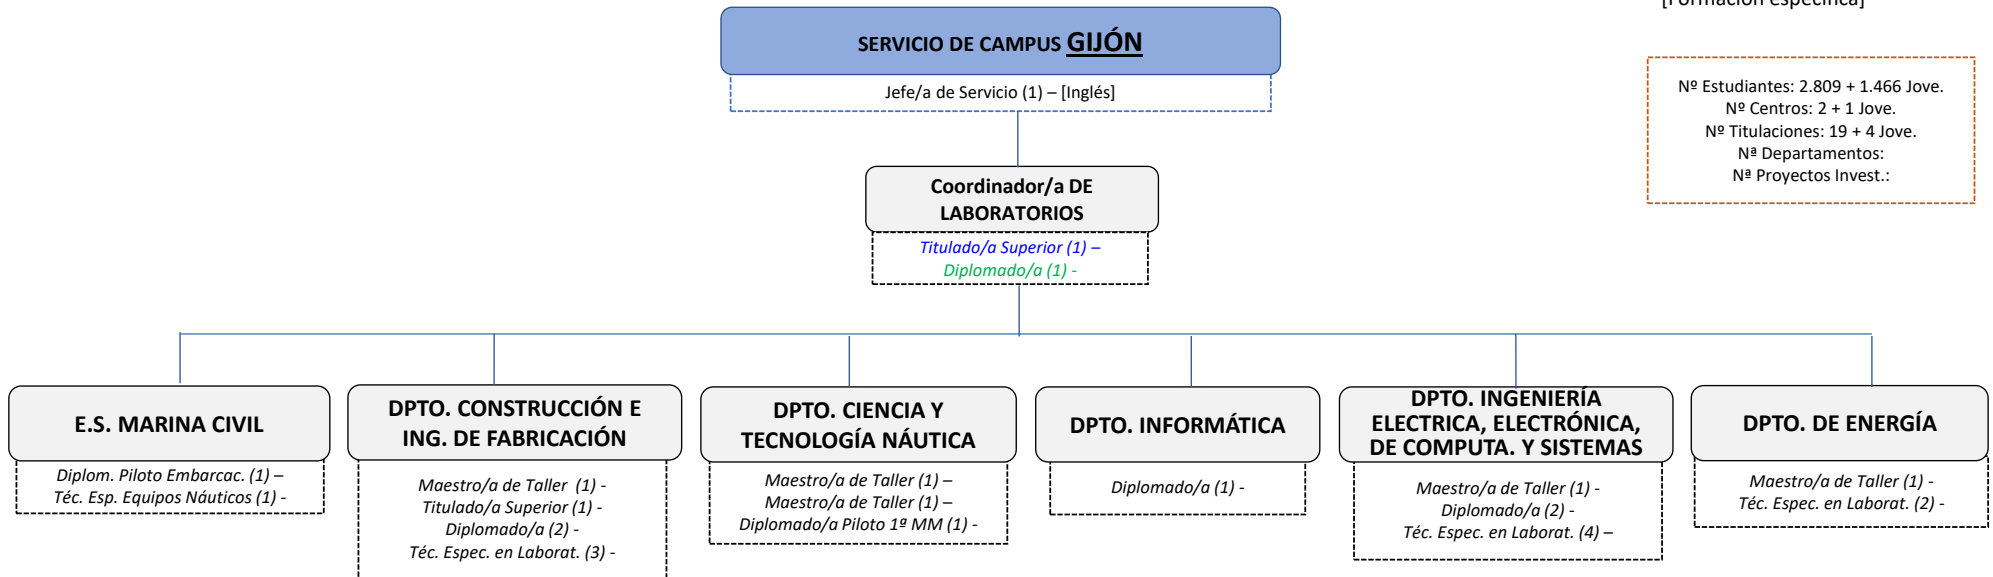 [Formación específica]
SERVICIO DE CAMPUS GIJÓN
Jefe/a de Servicio (1) – [Inglés]
Nº Estudiantes: 2.809 + 1.466 Jove.
Nº Centros: 2 + 1 Jove.
Nº Titulaciones: 19 + 4 Jove.
Nª Departamentos:
Nª Proyectos Invest.:
Coordinador/a DE
LABORATORIOS
Titulado/a Superior (1) –
Diplomado/a (1) -
E.S. MARINA CIVIL
Diplom. Piloto Embarcac. (1) –
Téc. Esp. Equipos Náuticos (1) -
DPTO. CONSTRUCCIÓN E
ING. DE FABRICACIÓN
Maestro/a de Taller (1) -
Titulado/a Superior (1) -
Diplomado/a (2) -
Téc. Espec. en Laborat. (3) -
DPTO. CIENCIA Y
TECNOLOGÍA NÁUTICA
Maestro/a de Taller (1) –
Maestro/a de Taller (1) –
Diplomado/a Piloto 1ª MM (1) -
DPTO. INFORMÁTICA
Diplomado/a (1) -
DPTO. INGENIERÍA
ELECTRICA, ELECTRÓNICA,
DE COMPUTA. Y SISTEMAS
Maestro/a de Taller (1) -
Diplomado/a (2) -
Téc. Espec. en Laborat. (4) –
DPTO. DE ENERGÍA
Maestro/a de Taller (1) -
Téc. Espec. en Laborat. (2) -